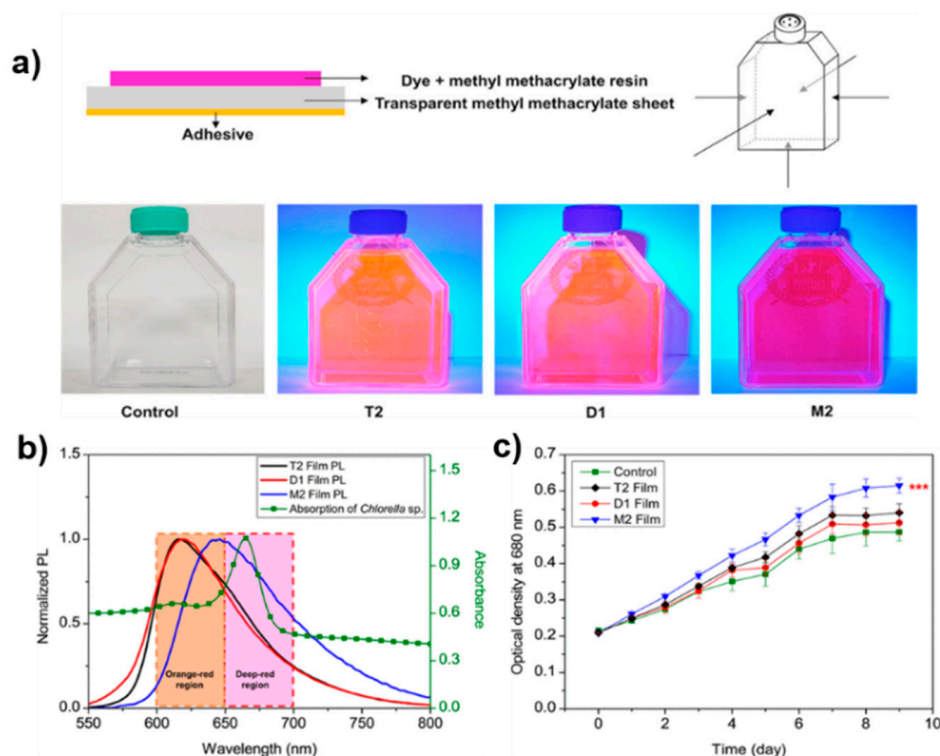 a)
Dye + methyl methacrylate resin
Transparent methyl methacrylate sheet
Adhesive
Control
T2
D1
M2
b)
1.5
1.0
0.5
0.0
Normalized PL
T2 Film PL
D1 Film PL
M2 Film PL
Absorption of Chlorella sp.
Orange-red
region
Deep-red
region
1.5
1.2
0.9
0.6
0.3
0.0
Absorbance
550 600 650 700 750 800
Wavelength (nm)
c)
0.7
0.6
0.5
0.4
0.3
0.2
0.1
0.0
Optical density at 680 nm
Control
T2 Film
D1 Film
M2 Film
***
0 2 4 6 8 10
Time (day)